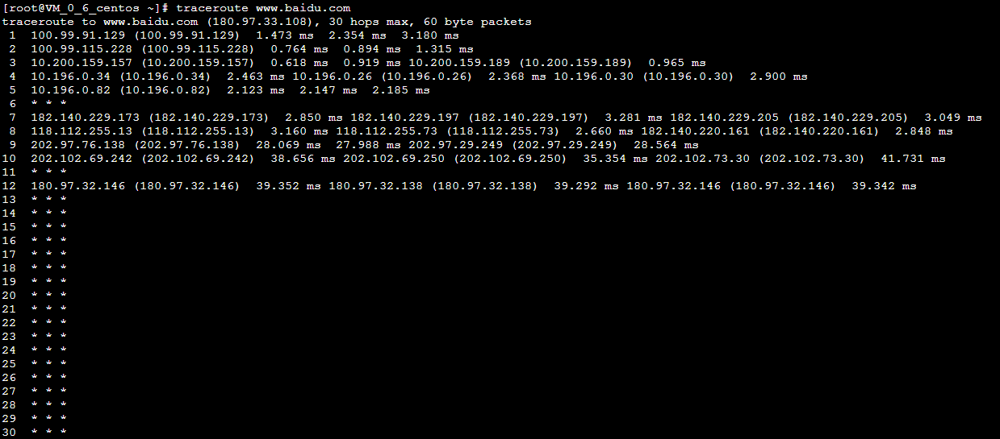 [root@VM_0_6_centos ~]# traceroute www.baidu.com
traceroute to www.baidu.com (180.97.33.108), 30 hops max, 60 byte packets
 1  100.99.91.129 (100.99.91.129)  1.473 ms  2.354 ms  3.180 ms
 2  100.99.115.228 (100.99.115.228)  0.764 ms  0.894 ms  1.315 ms
 3  10.200.159.157 (10.200.159.157)  0.618 ms  0.919 ms 10.200.159.189 (10.200.159.189)  0.965 ms
 4  10.196.0.34 (10.196.0.34)  2.463 ms 10.196.0.26 (10.196.0.26)  2.368 ms 10.196.0.30 (10.196.0.30)  2.900 ms
 5  10.196.0.82 (10.196.0.82)  2.123 ms  2.147 ms  2.185 ms
 6  * * *
 7  182.140.229.173 (182.140.229.173)  2.850 ms 182.140.229.197 (182.140.229.197)  3.281 ms 182.140.229.205 (182.140.229.205)  3.049 ms
 8  118.112.255.13 (118.112.255.13)  3.160 ms 118.112.255.73 (118.112.255.73)  2.660 ms 182.140.220.161 (182.140.220.161)  2.848 ms
 9  202.97.76.138 (202.97.76.138)  28.069 ms  27.988 ms 202.97.29.249 (202.97.29.249)  28.564 ms
10  202.102.69.242 (202.102.69.242)  38.656 ms 202.102.69.250 (202.102.69.250)  35.354 ms 202.102.73.30 (202.102.73.30)  41.731 ms
11  * * *
12  180.97.32.146 (180.97.32.146)  39.352 ms 180.97.32.138 (180.97.32.138)  39.292 ms 180.97.32.146 (180.97.32.146)  39.342 ms
13  * * *
14  * * *
15  * * *
16  * * *
17  * * *
18  * * *
19  * * *
20  * * *
21  * * *
22  * * *
23  * * *
24  * * *
25  * * *
26  * * *
27  * * *
28  * * *
29  * * *
30  * * *